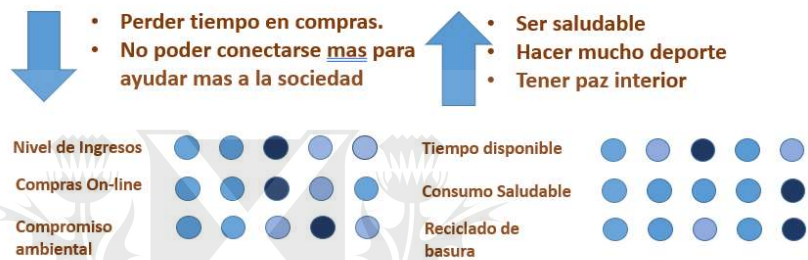 • Perder tiempo en compras.
• No poder conectarse mas para
ayudar mas a la sociedad
• Ser saludable
• Hacer mucho deporte
• Tener paz interior
Nivel de Ingresos
Compras On-line
Compromiso
ambiental
Tiempo disponible
Consumo Saludable
Reciclado de
basura